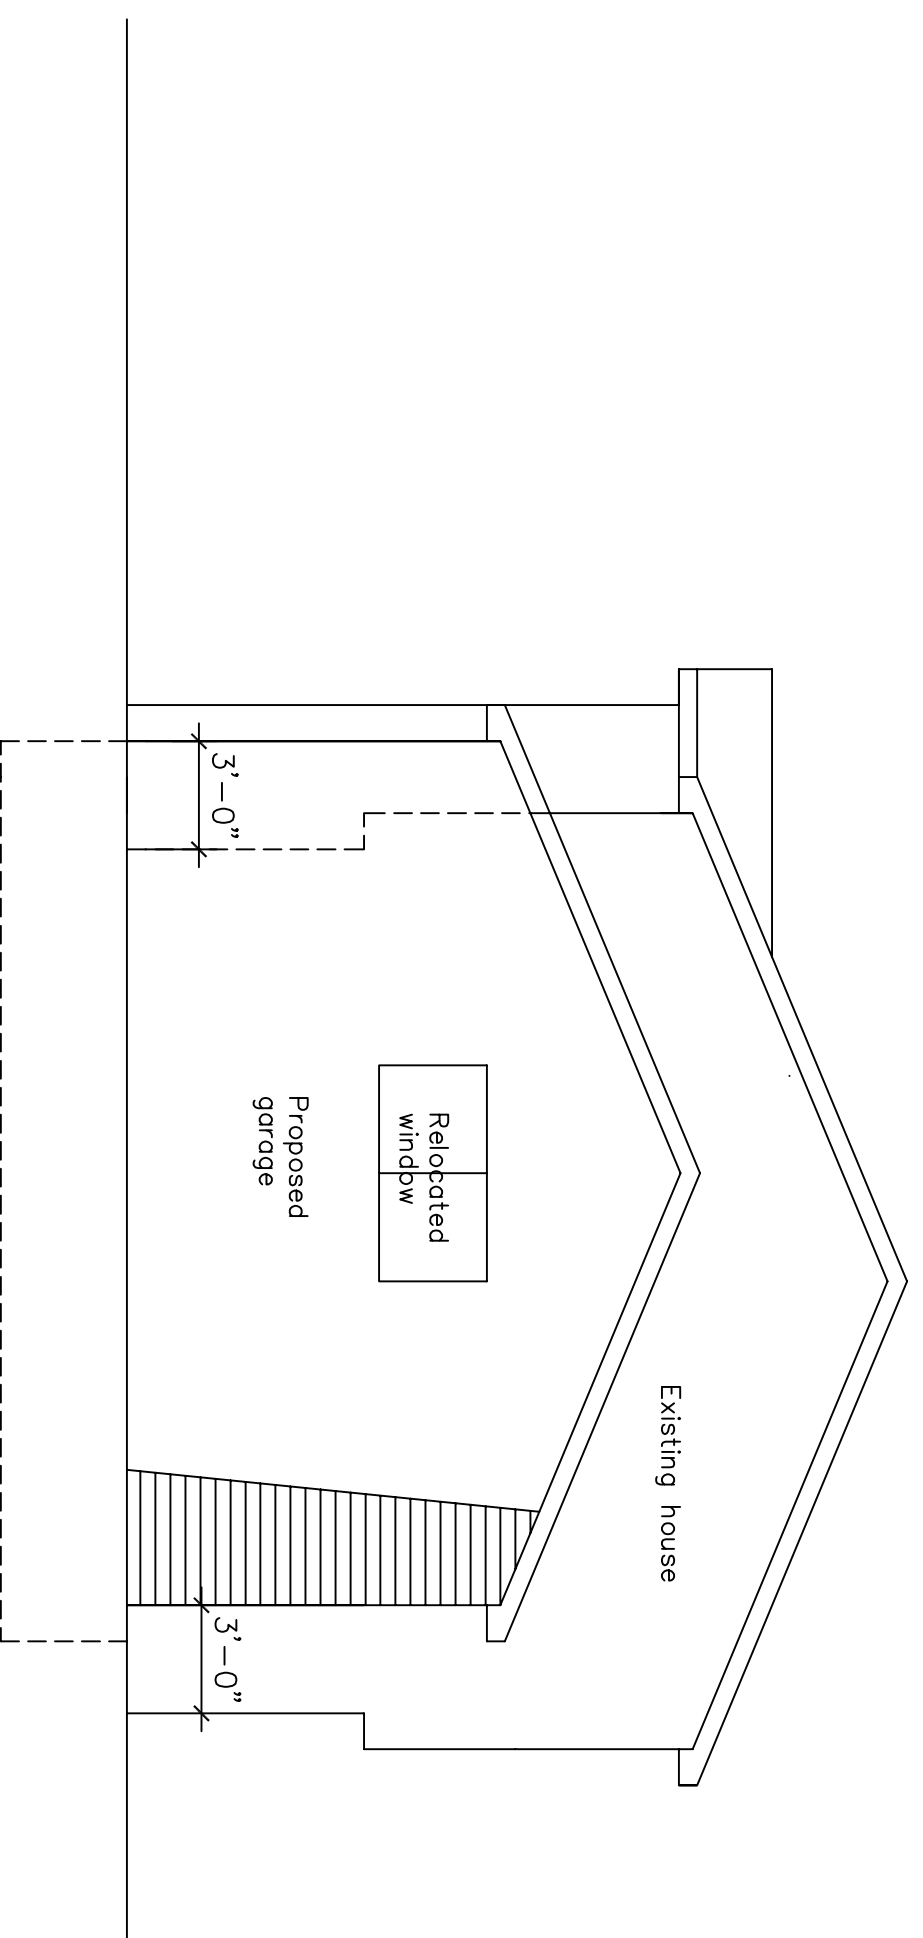 Existing house
Relocated
window
Proposed
garage
3'-0"
3'-0"